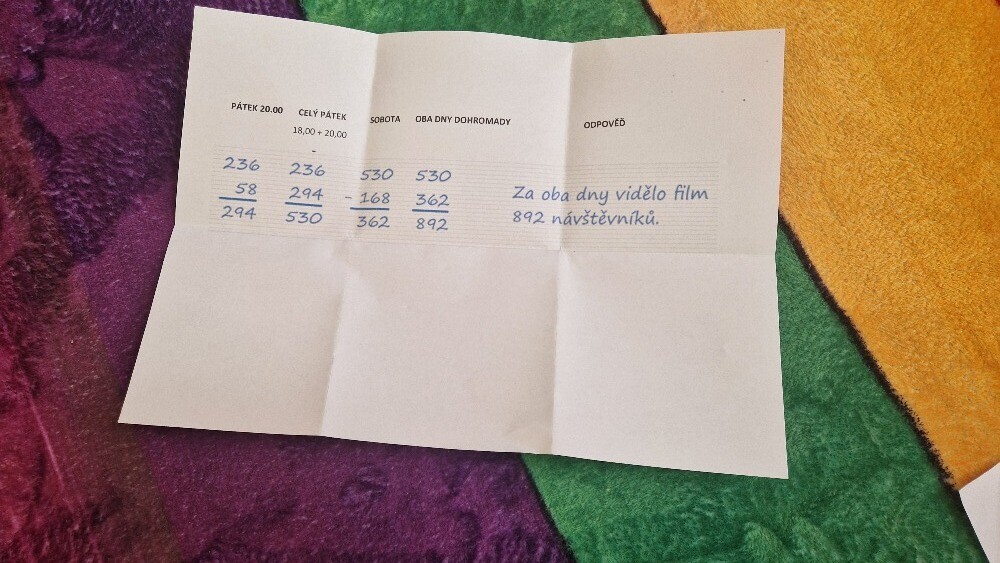 PÁTEK 20.00 CELÝ PÁTEK SOBOTA OBA DNY DOHROMADY ODPOVĚĎ
18,00 + 20,00
-
236 236 530 530
58 294 - 168 362 Za oba dny vidělo film
294 530 362 892 892 návštěvníků.